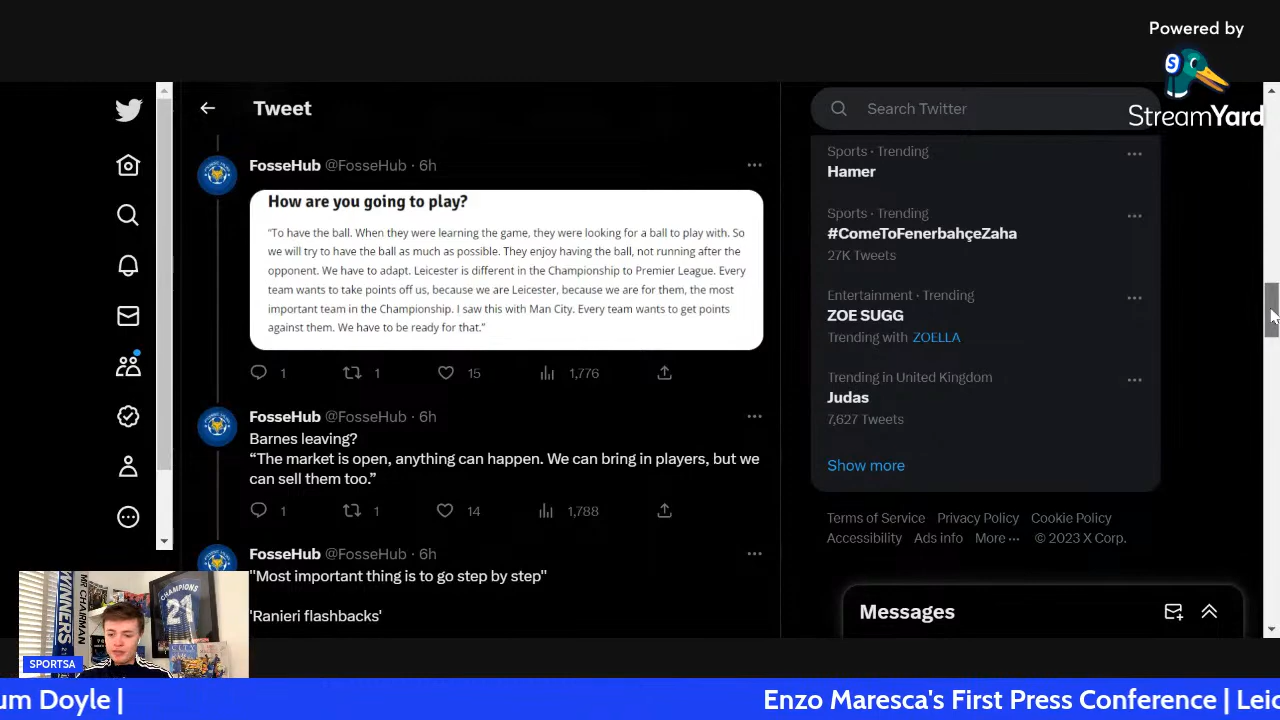 Powered by
StreamYard
Tweet
Search Twitter
FosseHub @FosseHub · 6h
How are you going to play?
"To have the ball. When they were learning the game, they were looking for a ball to play with. So
we will try to have the ball as much as possible. They enjoy having the ball, not running after the
opponent. We have to adapt. Leicester is different in the Championship to Premier League. Every
team wants to take points off us, because we are Leicester, because we are for them, the most
important team in the Championship. I saw this with Man City. Every team wants to get points
against them. We have to be ready for that."
1 1 15 1,776
FosseHub @FosseHub · 6h
Barnes leaving?
“The market is open, anything can happen. We can bring in players, but we
can sell them too.”
1 1 14 1,788
FosseHub @FosseHub · 6h
"Most important thing is to go step by step"
'Ranieri flashbacks'
Sports · Trending
Hamer
Sports · Trending
#ComeToFenerbahçeZaha
27K Tweets
Entertainment · Trending
ZOE SUGG
Trending with ZOELLA
Trending in United Kingdom
Judas
7,627 Tweets
Show more
Terms of Service Privacy Policy Cookie Policy
Accessibility Ads info More ··· © 2023 X Corp.
Messages
WINNERS
MR CHAIRMAN
CHAMPIONS
21
CITY
SPORTSA
um Doyle |
Enzo Maresca's First Press Conference | Leic